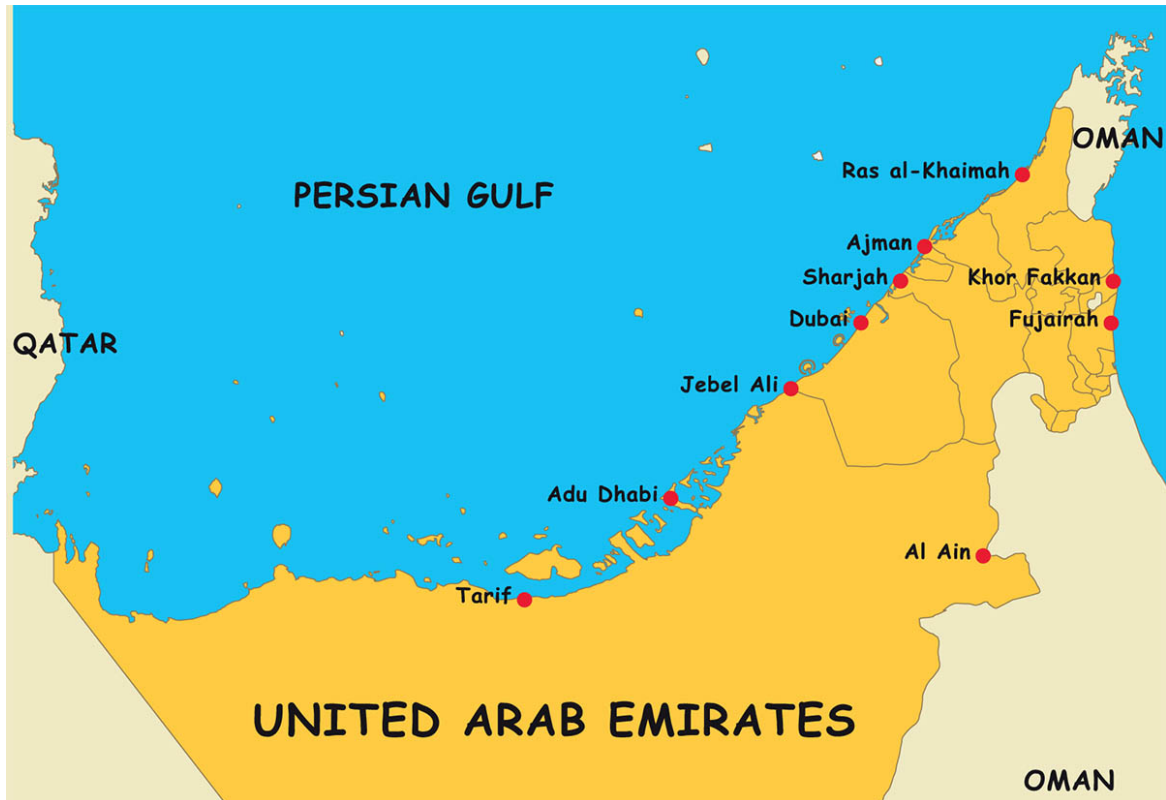 OMAN
Ras al-Khaimah
PERSIAN GULF
Ajman
Sharjah
Khor Fakkan
Dubai
Fujairah
QATAR
Jebel Ali
Adu Dhabi
Al Ain
Tarif
UNITED ARAB EMIRATES
OMAN